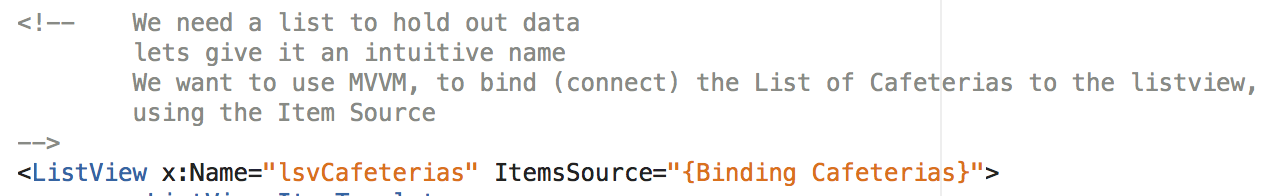 <!-- We need a list to hold out data
lets give it an intuitive name
We want to use MVVM, to bind (connect) the List of Cafeterias to the listview,
using the Item Source
-->
<ListView x:Name="lsvCafeterias" ItemsSource="{Binding Cafeterias}">